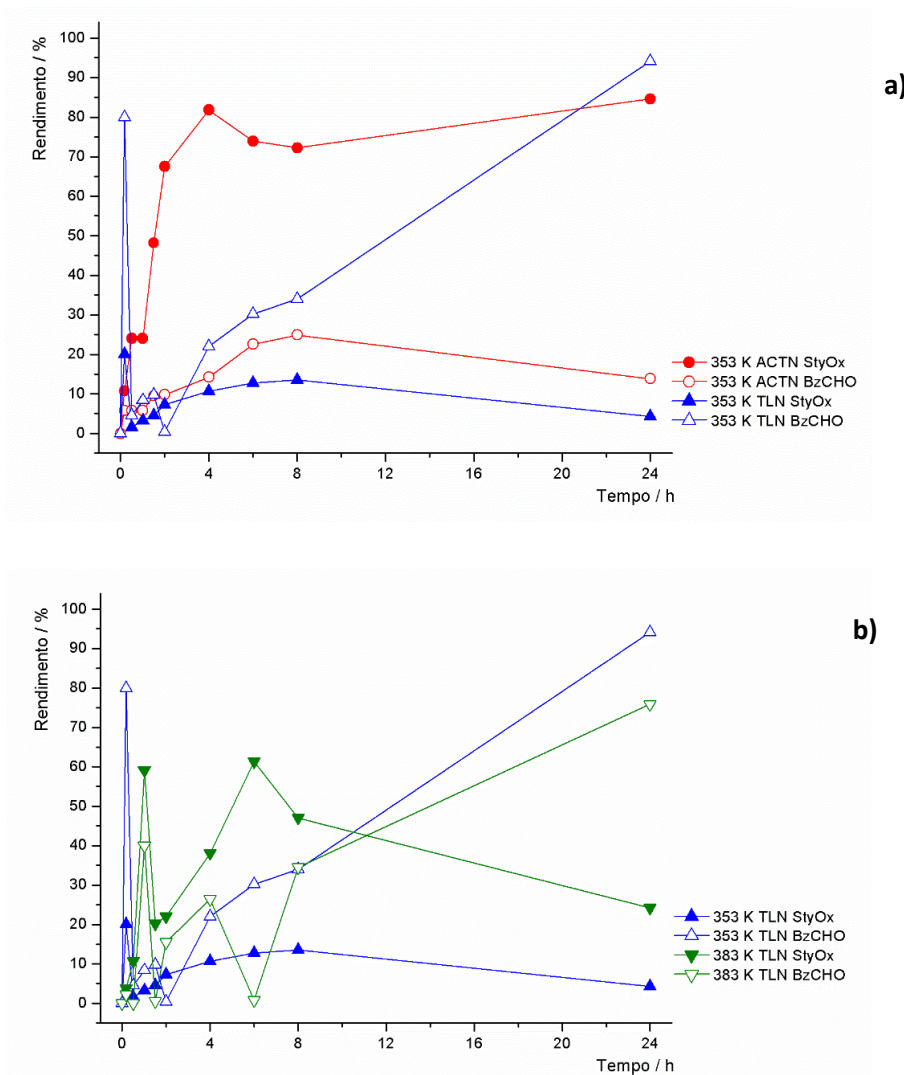 a)
Rendimento / %
100
90
80
70
60
50
40
30
20
10
0
0 4 8 12 16 20 24
Tempo / h
353 K ACTN StyOx
353 K ACTN BzCHO
353 K TLN StyOx
353 K TLN BzCHO
b)
Rendimento / %
100
90
80
70
60
50
40
30
20
10
0
0 4 8 12 16 20 24
Tempo / h
353 K TLN StyOx
353 K TLN BzCHO
383 K TLN StyOx
383 K TLN BzCHO